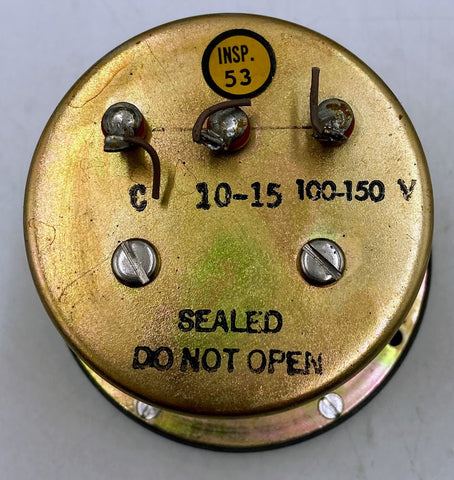 INSP.
53
C 10-15 100-150 V
SEALED
DO NOT OPEN